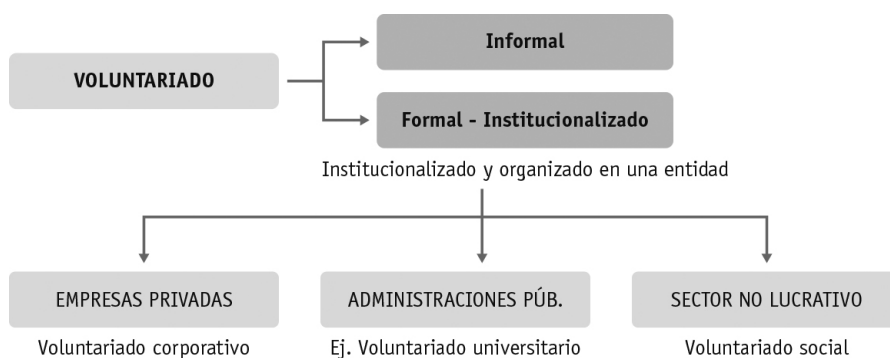 Informal
VOLUNTARIADO
Formal - Institucionalizado
Institucionalizado y organizado en una entidad
EMPRESAS PRIVADAS
ADMINISTRACIONES PÚB.
SECTOR NO LUCRATIVO
Voluntariado corporativo
Ej. Voluntariado universitario
Voluntariado social